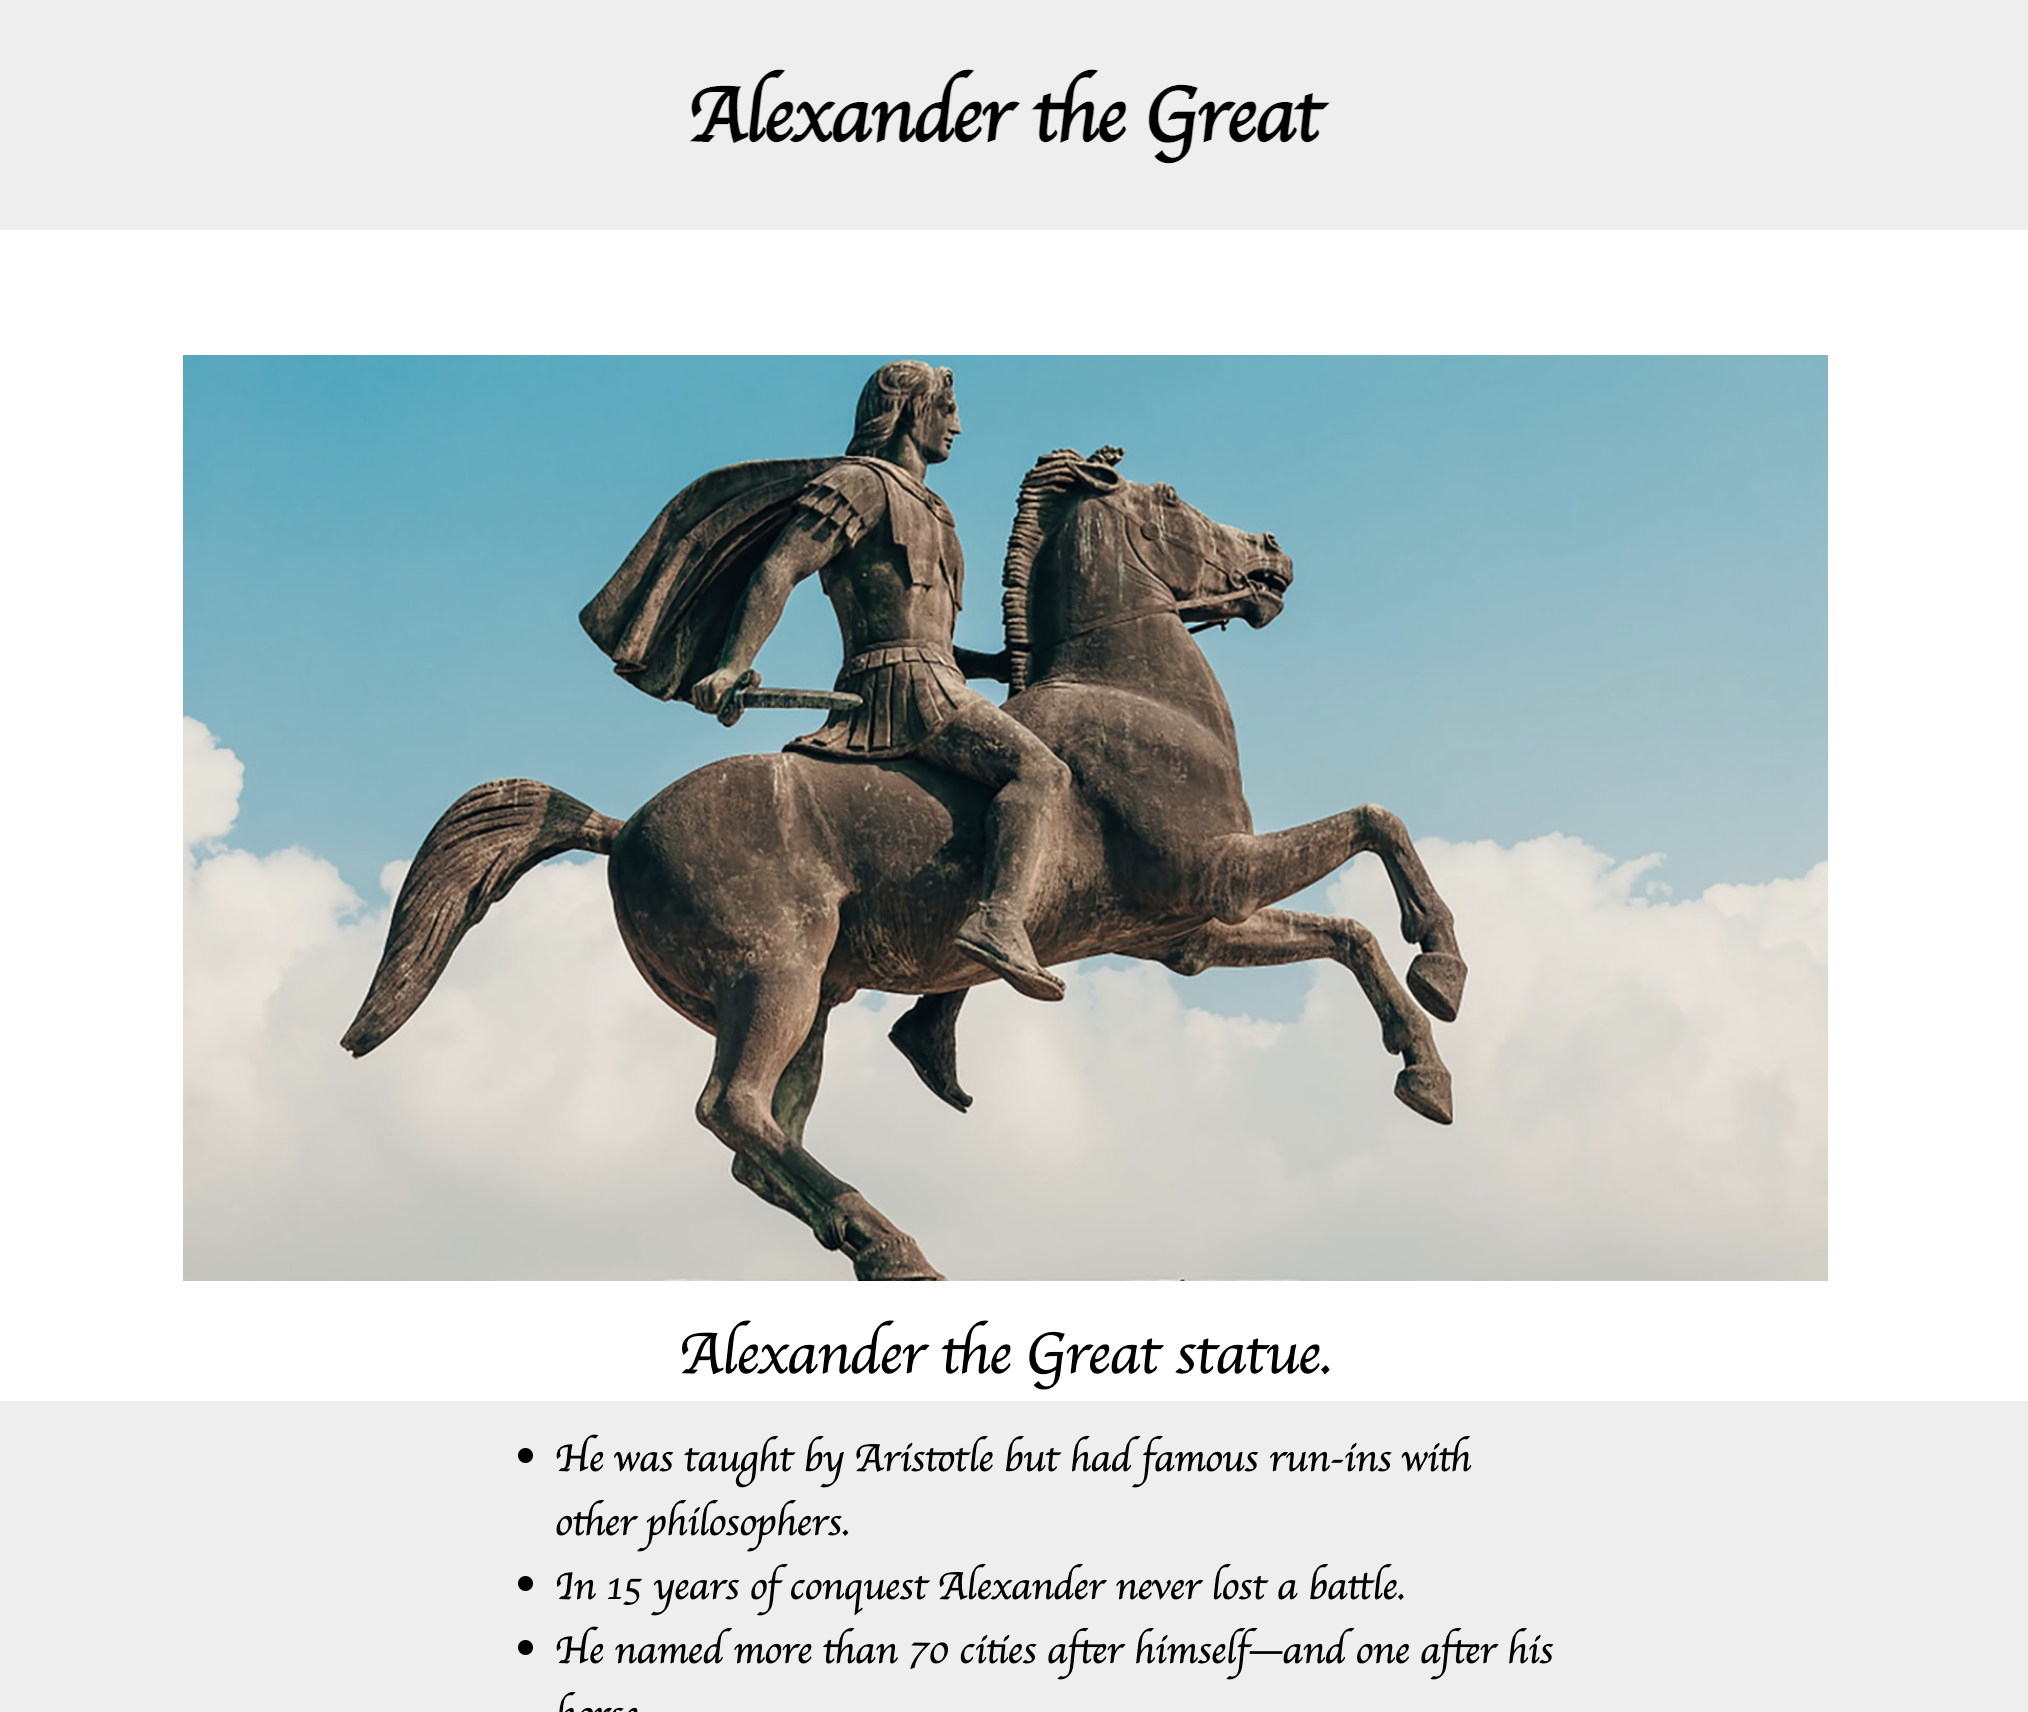 Alexander the Great
Alexander the Great statue.
• He was taught by Aristotle but had famous run-ins with
other philosophers.
• In 15 years of conquest Alexander never lost a battle.
• He named more than 70 cities after himself—and one after his
horse.